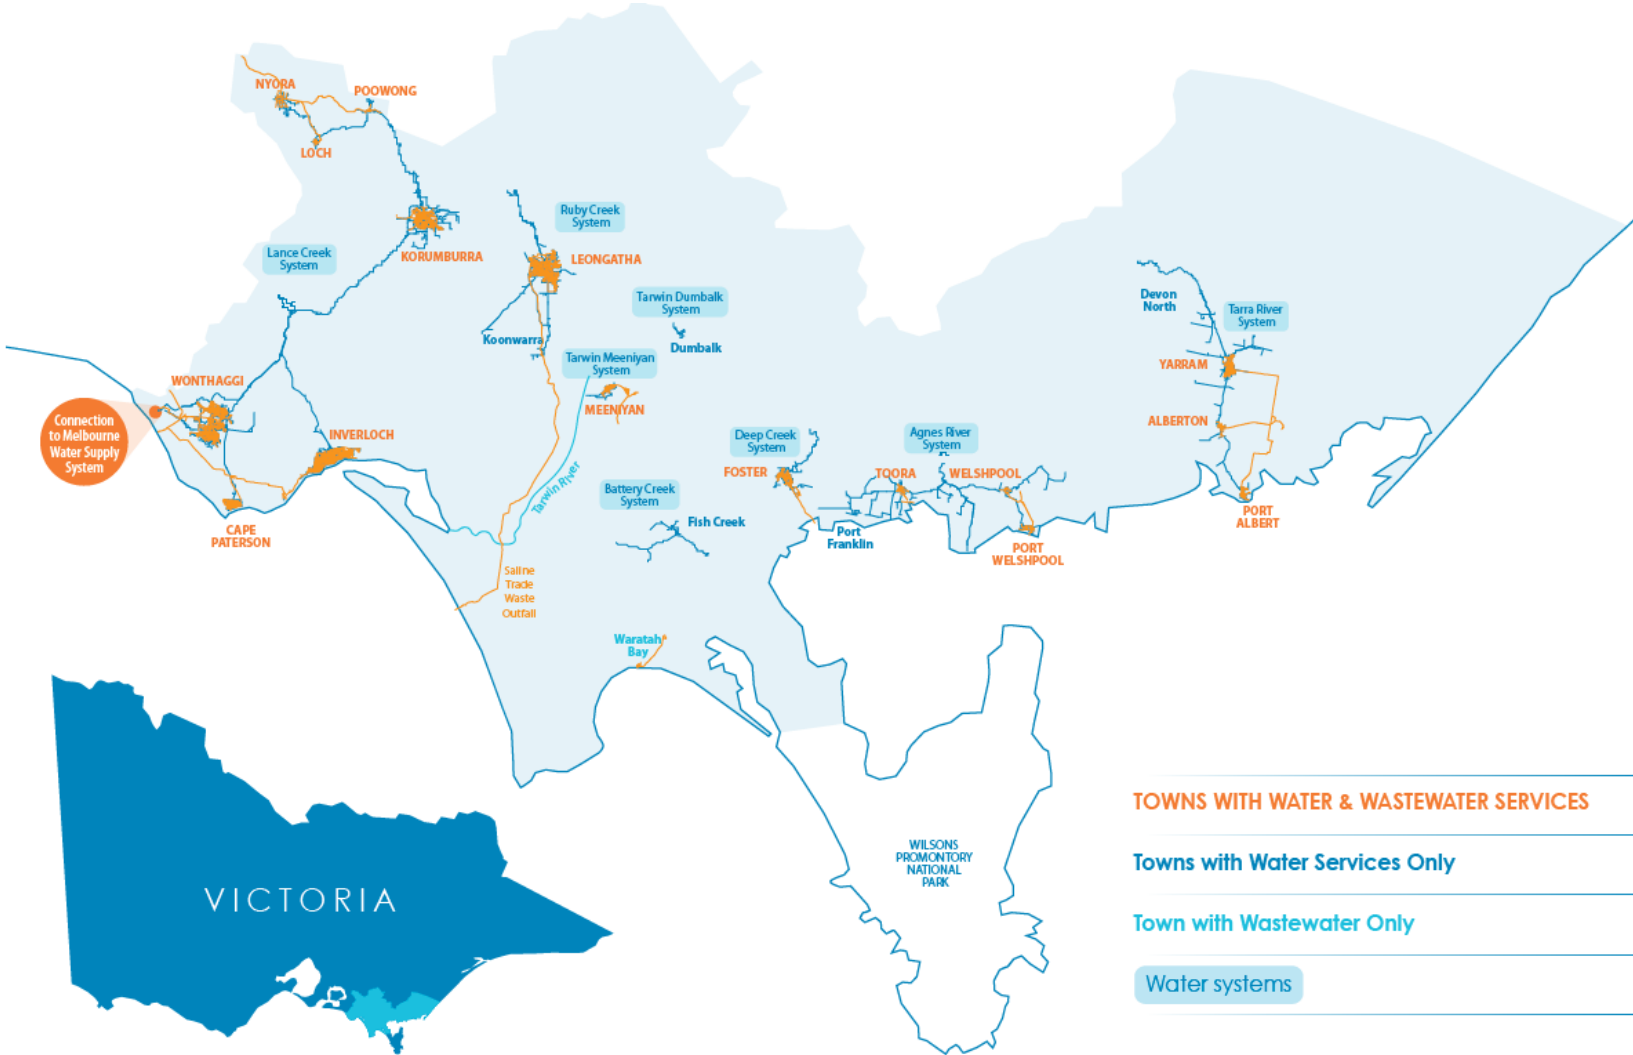 NYORA
POOWONG
LOCH
Ruby Creek
System
KORUMBURRA
Lance Creek
System
LEONGATHA
Tarwin Dumbalk
System
Devon
North
Tarra River
System
Koonwarra
Dumbalk
Tarwin Meeniyan
System
YARRAM
WONTHAGGI
MEENIYAN
Connection
to Melbourne
Water Supply
System
INVERLOCH
ALBERTON
Deep Creek
System
Agnes River
System
FOSTER
TOORA
WELSHPOOL
Tarwin River
Battery Creek
System
Fish Creek
PORT
ALBERT
CAPE
PATERSON
Port
Franklin
PORT
WELSHPOOL
Saline
Trade
Waste
Outfall
Waratah
Bay
WILSONS
PROMONTORY
NATIONAL
PARK
VICTORIA
TOWNS WITH WATER & WASTEWATER SERVICES
Towns with Water Services Only
Town with Wastewater Only
Water systems